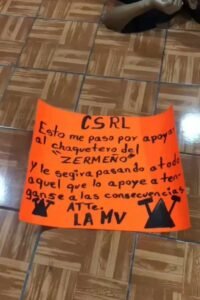 CSRL
Esto me paso por apoyar
al "chaquetero del
ZERMEÑO"
y le segira pasando a todo
aquel que lo apoye aten-
ganse a las consecuencias
ATTe.
LA MV